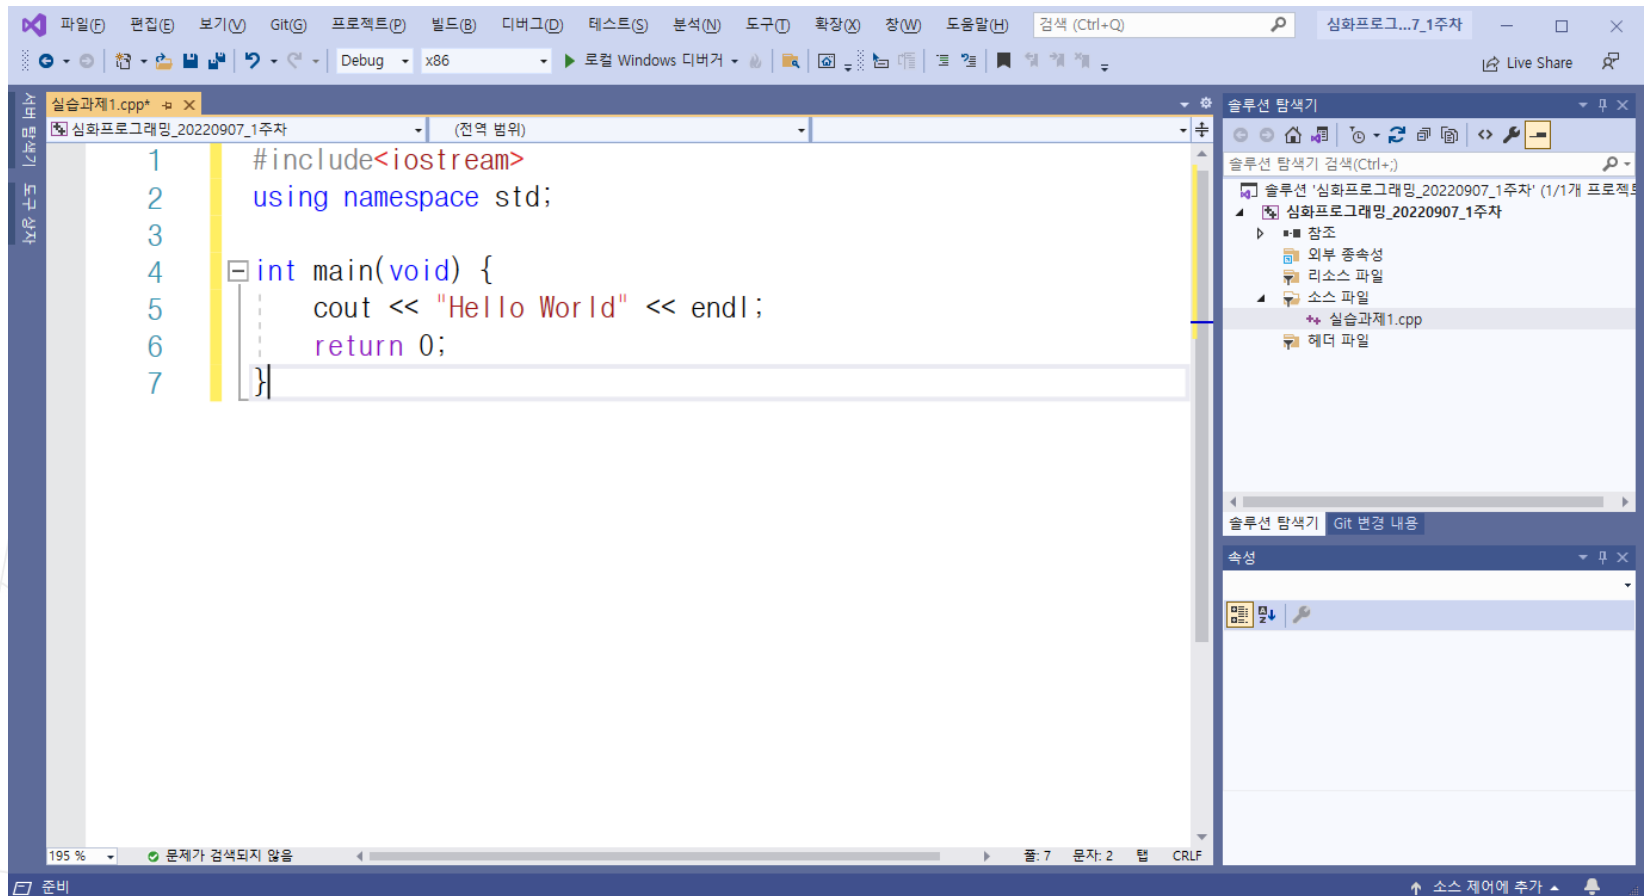 파일(F) 편집(E) 보기(V) Git(G) 프로젝트(P) 빌드(B) 디버그(D) 테스트(S) 분석(N) 도구(T) 확장(X) 창(W) 도움말(H) 검색 (Ctrl+Q) 심화프로그...7_1주차
Debug x86 로컬 Windows 디버거 Live Share
서버 탐색기
도구 상자
실습과제1.cpp*
심화프로그래밍_20220907_1주차 (전역 범위)
1 #include<iostream>
2 using namespace std;
3
4 int main(void) {
5 cout << "Hello World" << endl;
6 return 0;
7 }
195 % 문제가 검색되지 않음 줄: 7 문자: 2 탭 CRLF
솔루션 탐색기
솔루션 탐색기 검색(Ctrl+;)
솔루션 '심화프로그래밍_20220907_1주차' (1/1개 프로젝트
심화프로그래밍_20220907_1주차
참조
외부 종속성
리소스 파일
소스 파일
실습과제1.cpp
헤더 파일
솔루션 탐색기 Git 변경 내용
속성
준비 소스 제어에 추가